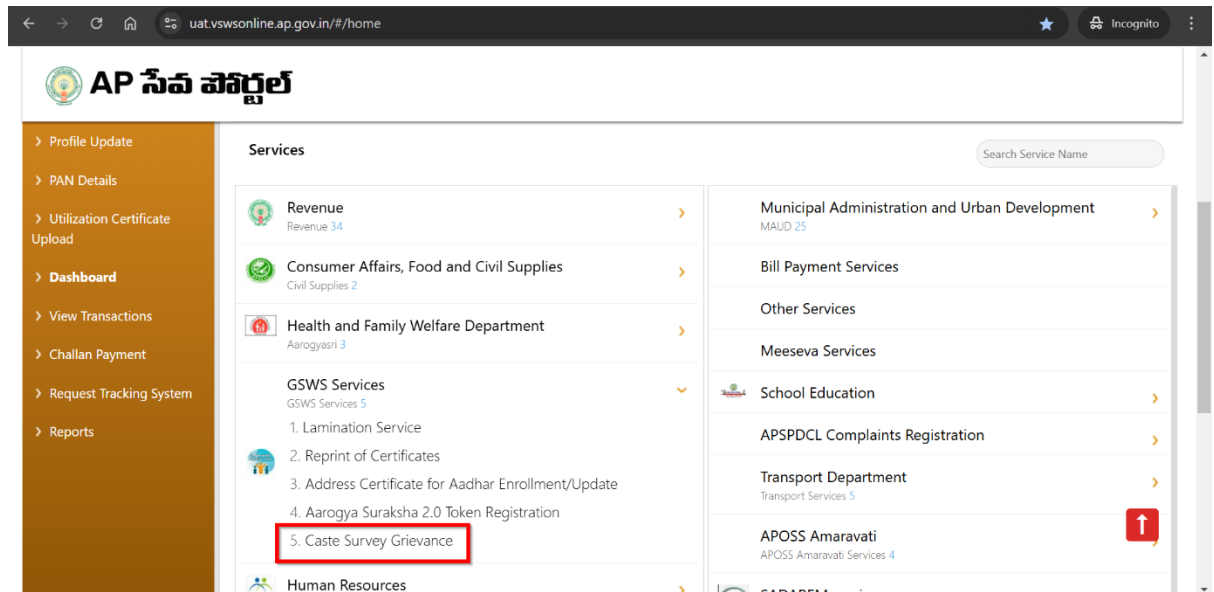 uat.vswsonline.ap.gov.in/#/home
Incognito
AP సేవ పోర్టల్
Profile Update
PAN Details
Utilization Certificate
Upload
Dashboard
View Transactions
Challan Payment
Request Tracking System
Reports
Services
Search Service Name
Revenue
Revenue 34
Consumer Affairs, Food and Civil Supplies
Civil Supplies 2
Health and Family Welfare Department
Aarogyasri 3
GSWS Services
GSWS Services 5
1. Lamination Service
2. Reprint of Certificates
3. Address Certificate for Aadhar Enrollment/Update
4. Aarogya Suraksha 2.0 Token Registration
5. Caste Survey Grievance
Human Resources
Municipal Administration and Urban Development
MAUD 25
Bill Payment Services
Other Services
Meeseva Services
School Education
APSPDCL Complaints Registration
Transport Department
Transport Services 5
APOSS Amaravati
APOSS Amaravati Services 4